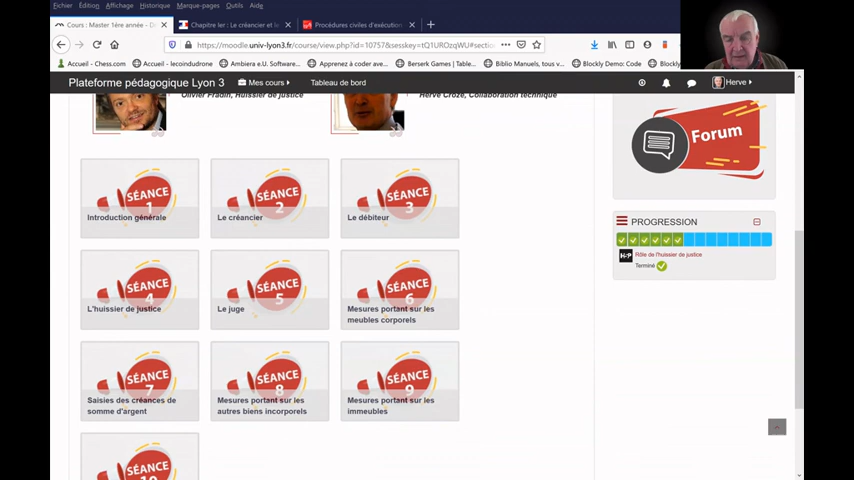 Fichier Édition Affichage Historique Marque-pages Outils Aide
Cours : Master 1ère année - D
Chapitre Ier : Le créancier et le
Procédures civiles d'exécution
https://moodle.univ-lyon3.fr/course/view.php?id=10757&sesskey=tQ1UROzqWU#sectio
Accueil - Chess.com
Accueil - lecoindudrone
Ambiera e.U. Software...
Apprenez à coder avec...
Berserk Games | Table...
Biblio Manuels, tous v...
Blockly Demo: Code
Blockly Games
Plateforme pédagogique Lyon 3
Mes cours
Tableau de bord
Herve
Olivier Fradin, Huissier de justice
Hervé Croze, Collaboration technique
SÉANCE 1
Introduction générale
SÉANCE 2
Le créancier
SÉANCE 3
Le débiteur
SÉANCE 4
L'huissier de justice
SÉANCE 5
Le juge
SÉANCE 6
Mesures portant sur les
meubles corporels
SÉANCE 7
Saisies des créances de
somme d'argent
SÉANCE 8
Mesures portant sur les
autres biens incorporels
SÉANCE 9
Mesures portant sur les
immeubles
SÉANCE
10
Forum
PROGRESSION
H-P
Rôle de l'huissier de justice
Terminé